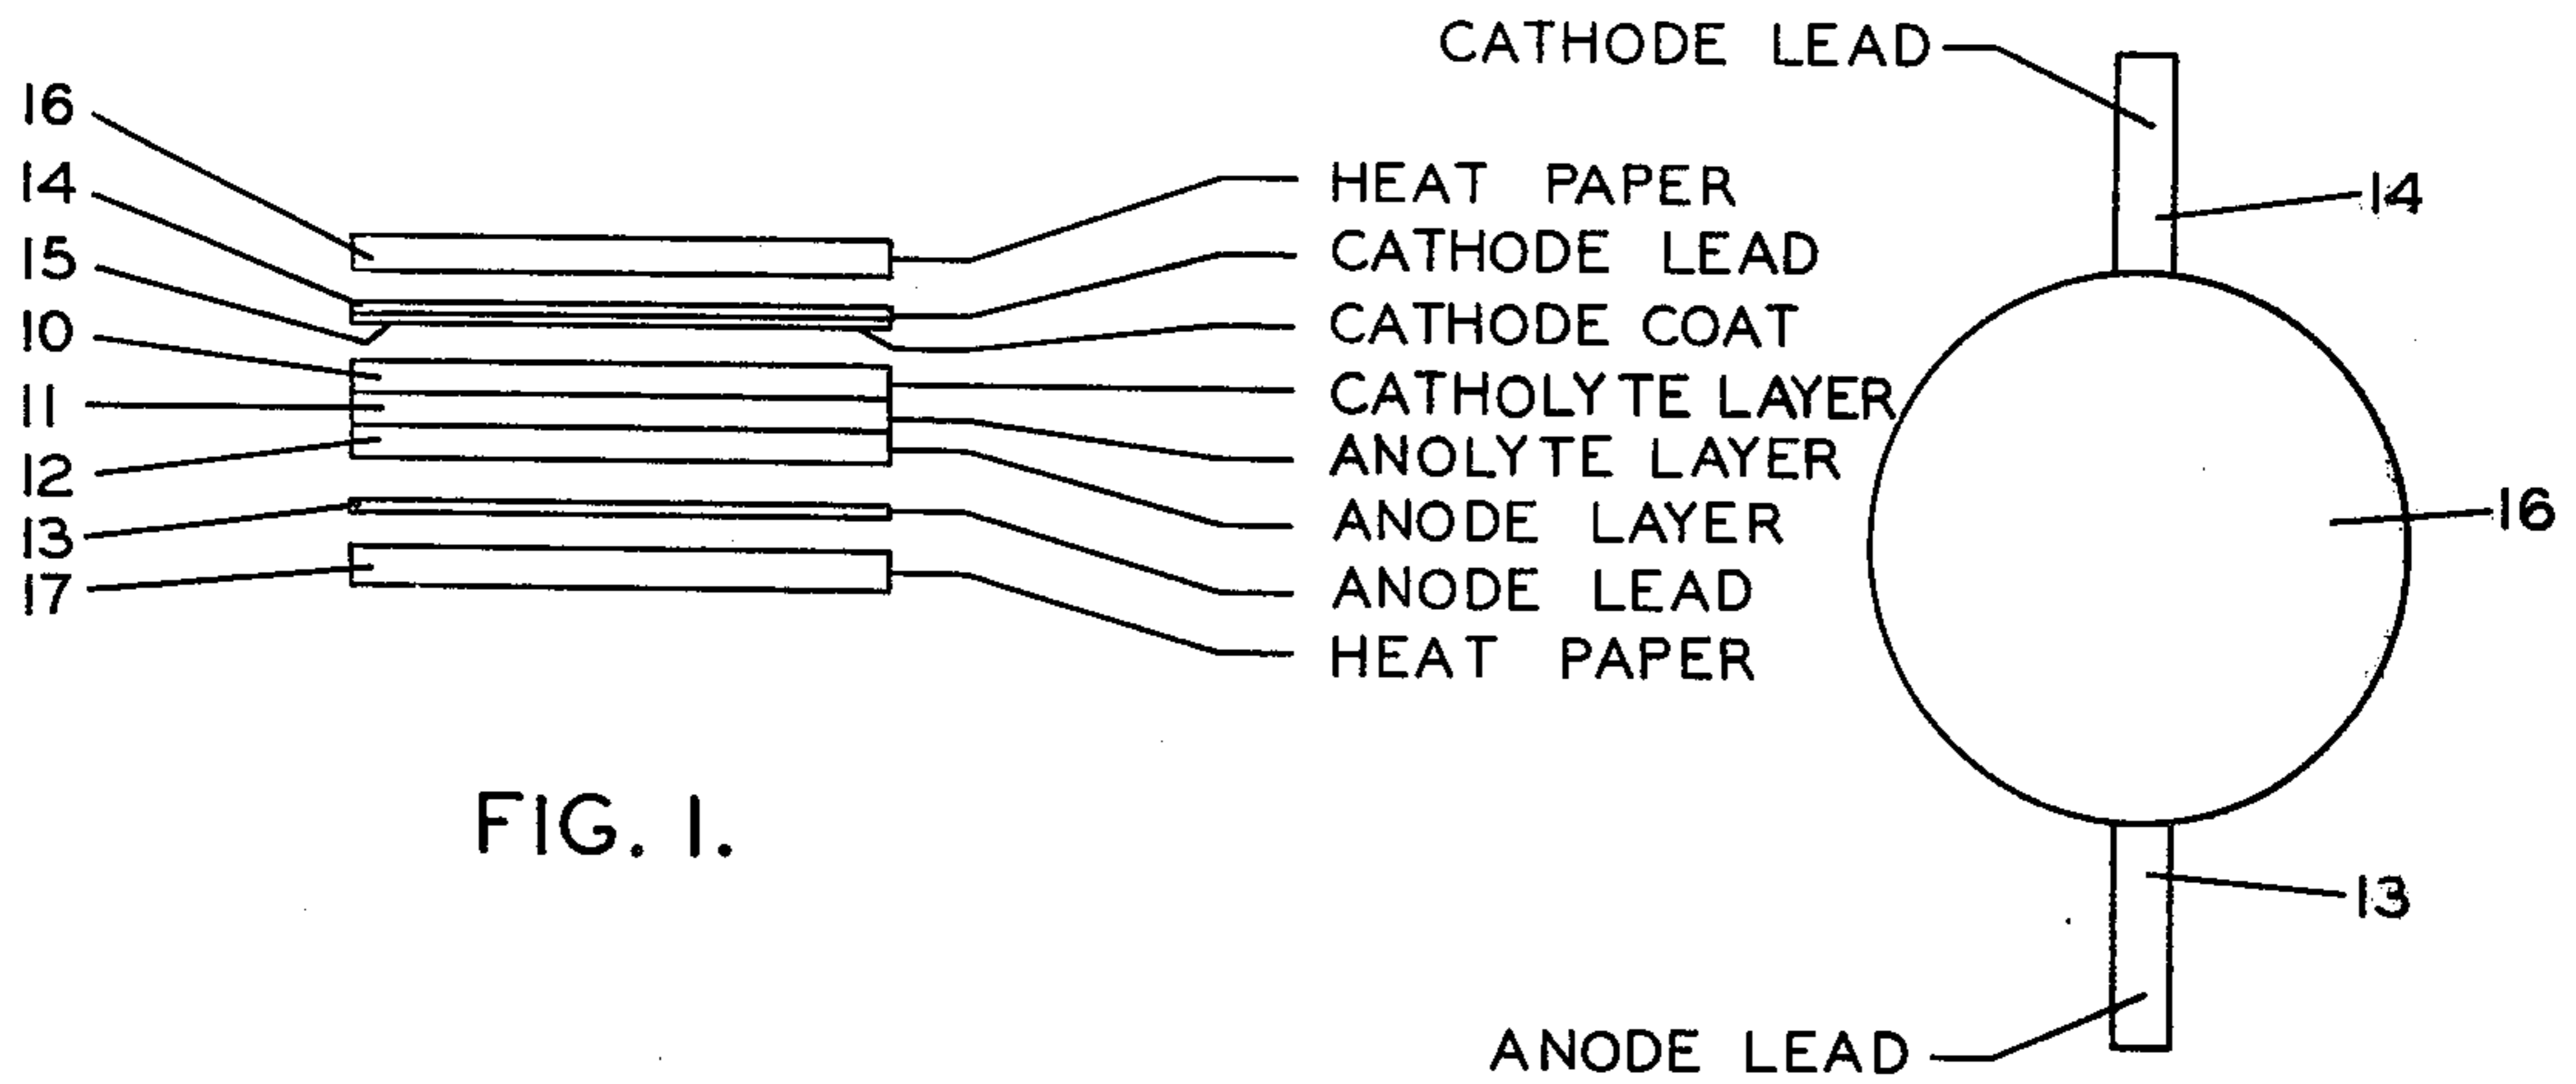 CATHODE LEAD
16
14
15
10
11
12
13
17
HEAT PAPER
CATHODE LEAD
CATHODE COAT
CATHOLYTE LAYER
ANOLYTE LAYER
ANODE LAYER
ANODE LEAD
HEAT PAPER
14
16
13
ANODE LEAD
FIG. 1.